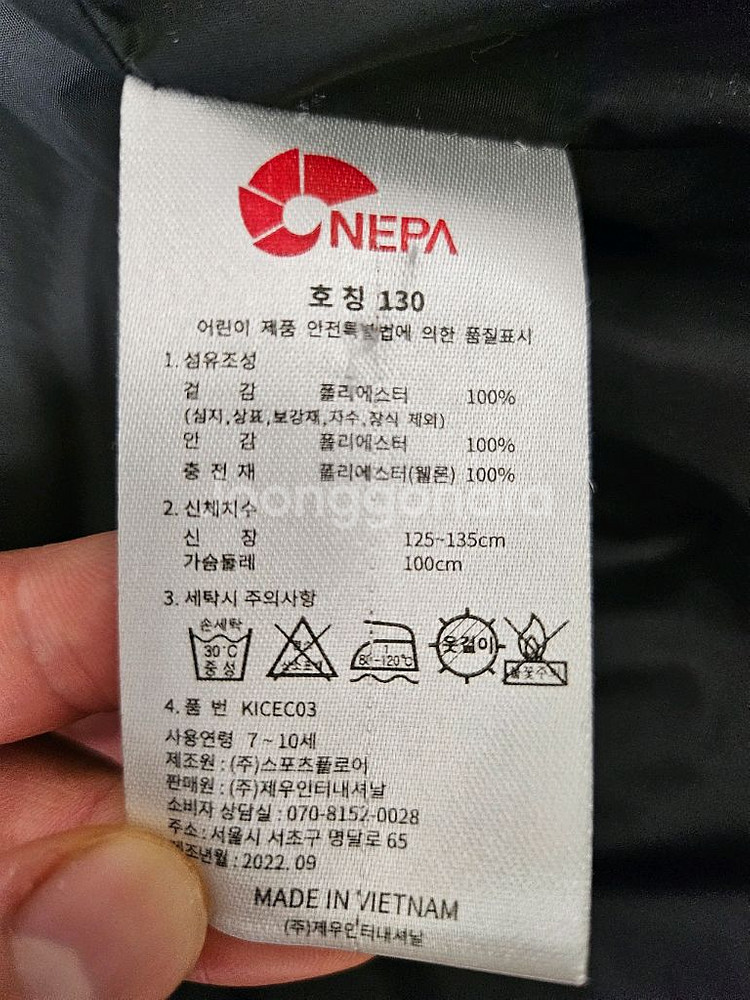 NEPA
호칭 130
어린이 제품 안전특별법에 의한 품질표시
1. 섬유조성
겉 감 폴리에스터 100%
(심지,상표,보강재,자수,장식 제외)
안 감 폴리에스터 100%
충 전 재 폴리에스터(웰론) 100%
2. 신체치수
신 장 125~135cm
가슴둘레 100cm
3. 세탁시 주의사항
손세탁
30°C
중성
1
80~120℃
옷걸이
불꽃주의
4. 품 번 KICEC03
사용연령 7~10세
제조원 : (주)스포츠플로어
판매원 : (주)제우인터내셔날
소비자 상담실 : 070-8152-0028
주소 : 서울시 서초구 명달로 65
제조년월 : 2022. 09
MADE IN VIETNAM
(주)제우인터내셔날